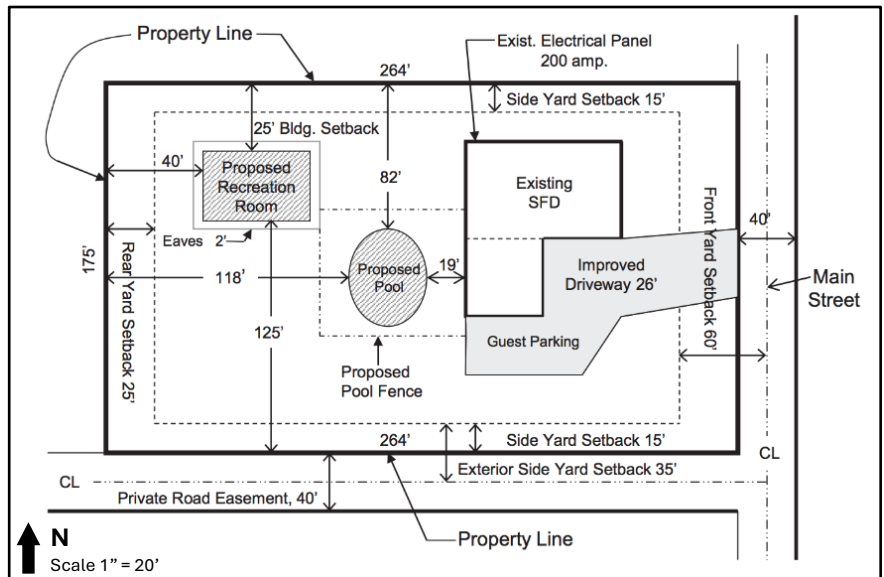 Property Line
Exist. Electrical Panel
200 amp.
264'
Side Yard Setback 15'
25' Bldg. Setback
40'
Proposed
Recreation
Room
82'
Existing
SFD
Front Yard Setback 60'
40'
Eaves 2'
175'
Rear Yard Setback 25'
118'
Proposed
Pool
19'
Improved
Driveway 26'
Main
Street
125'
Guest Parking
Proposed
Pool Fence
264'
Side Yard Setback 15'
CL
Exterior Side Yard Setback 35'
CL
Private Road Easement, 40'
N
Property Line
Scale 1" = 20'